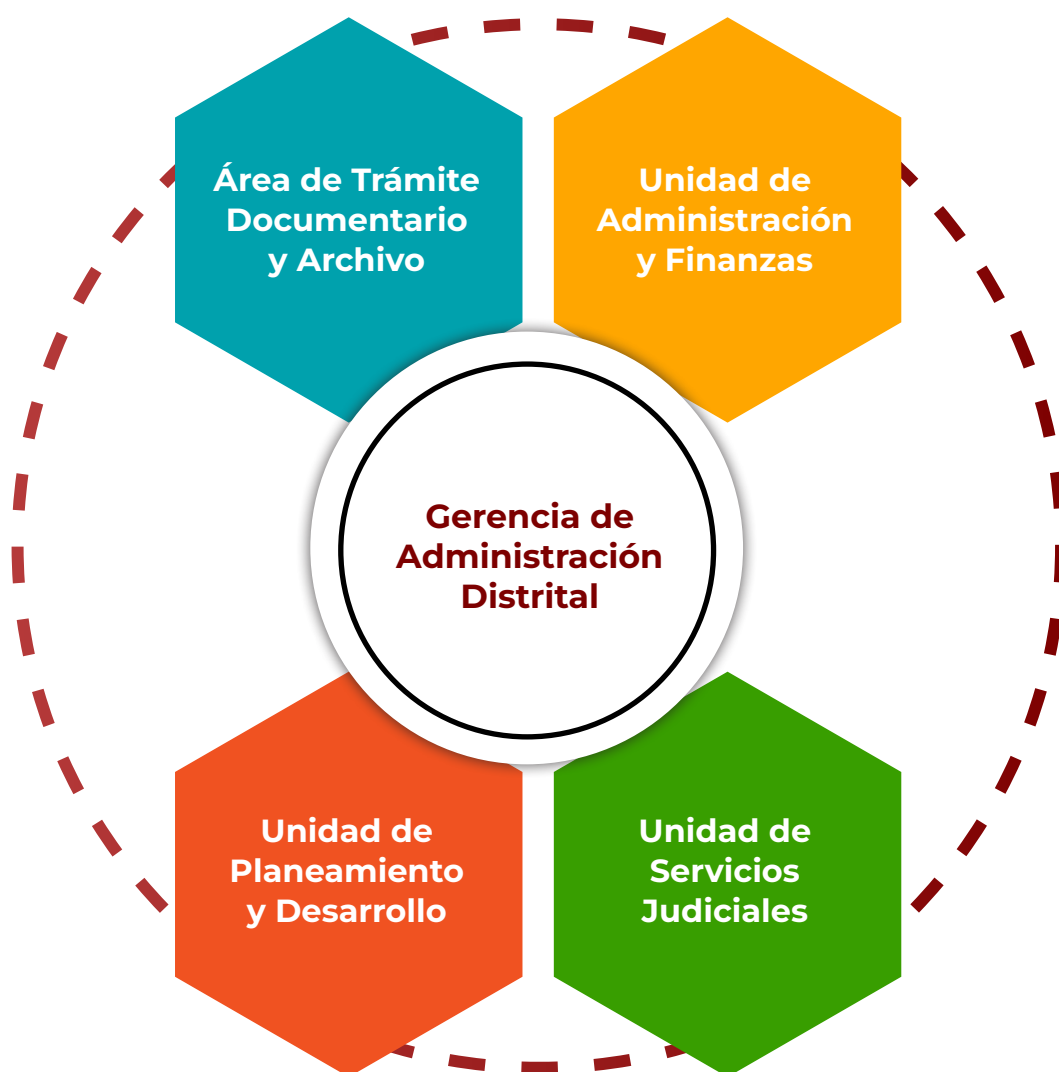 Área de Trámite
Documentario
y Archivo
Unidad de
Administración
y Finanzas
Gerencia de
Administración
Distrital
Unidad de
Planeamiento
y Desarrollo
Unidad de
Servicios
Judiciales